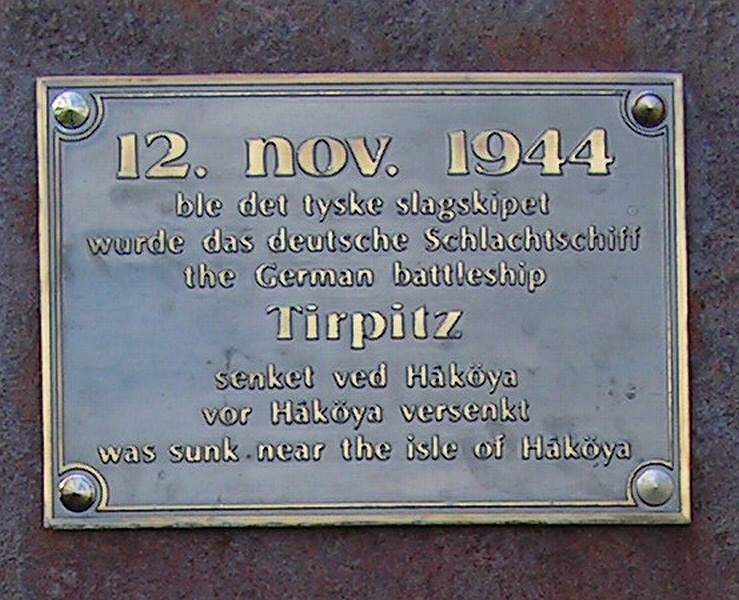 12. nov. 1944
ble det tyske slagskipet
wurde das deutsche Schlachtschiff
the German battleship
Tirpitz
senket ved Håköya
vor Håköya versenkt
was sunk near the isle of Håköya